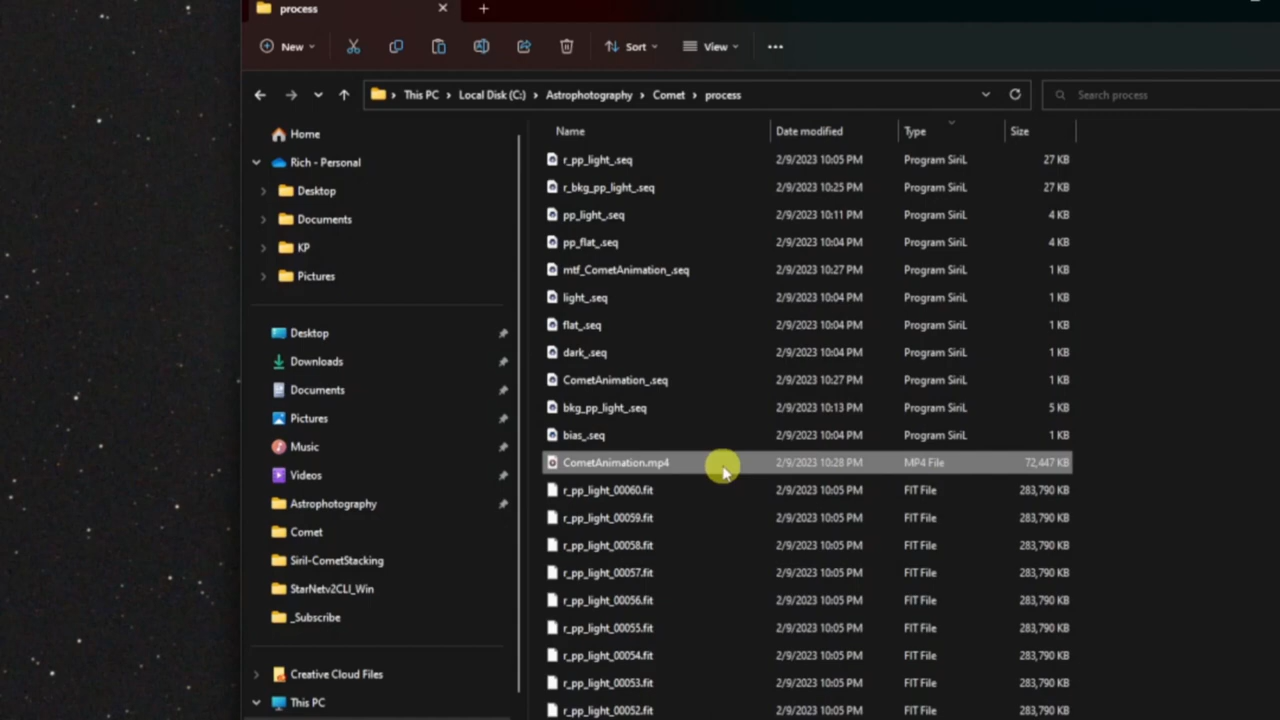 process
New
Sort
View
This PC
Local Disk (C:)
Astrophotography
Comet
process
Search process
Home
Rich - Personal
Desktop
Documents
KP
Pictures
Desktop
Downloads
Documents
Pictures
Music
Videos
Astrophotography
Comet
Siril-CometStacking
StarNetv2CLI_Win
_Subscribe
Creative Cloud Files
This PC
Name Date modified Type Size
r_pp_light_.seq 2/9/2023 10:05 PM Program SiriL 27 KB
r_bkg_pp_light_.seq 2/9/2023 10:25 PM Program SiriL 27 KB
pp_light_.seq 2/9/2023 10:11 PM Program SiriL 4 KB
pp_flat_.seq 2/9/2023 10:04 PM Program SiriL 4 KB
mtf_CometAnimation_.seq 2/9/2023 10:27 PM Program SiriL 1 KB
light_.seq 2/9/2023 10:04 PM Program SiriL 1 KB
flat_.seq 2/9/2023 10:04 PM Program SiriL 1 KB
dark_.seq 2/9/2023 10:04 PM Program SiriL 1 KB
CometAnimation_.seq 2/9/2023 10:27 PM Program SiriL 1 KB
bkg_pp_light_.seq 2/9/2023 10:13 PM Program SiriL 5 KB
bias_.seq 2/9/2023 10:04 PM Program SiriL 1 KB
CometAnimation.mp4 2/9/2023 10:28 PM MP4 File 72,447 KB
r_pp_light_00060.fit 2/9/2023 10:05 PM FIT File 283,790 KB
r_pp_light_00059.fit 2/9/2023 10:05 PM FIT File 283,790 KB
r_pp_light_00058.fit 2/9/2023 10:05 PM FIT File 283,790 KB
r_pp_light_00057.fit 2/9/2023 10:05 PM FIT File 283,790 KB
r_pp_light_00056.fit 2/9/2023 10:05 PM FIT File 283,790 KB
r_pp_light_00055.fit 2/9/2023 10:05 PM FIT File 283,790 KB
r_pp_light_00054.fit 2/9/2023 10:05 PM FIT File 283,790 KB
r_pp_light_00053.fit 2/9/2023 10:05 PM FIT File 283,790 KB
r_pp_light_00052.fit 2/9/2023 10:05 PM FIT File 283,790 KB